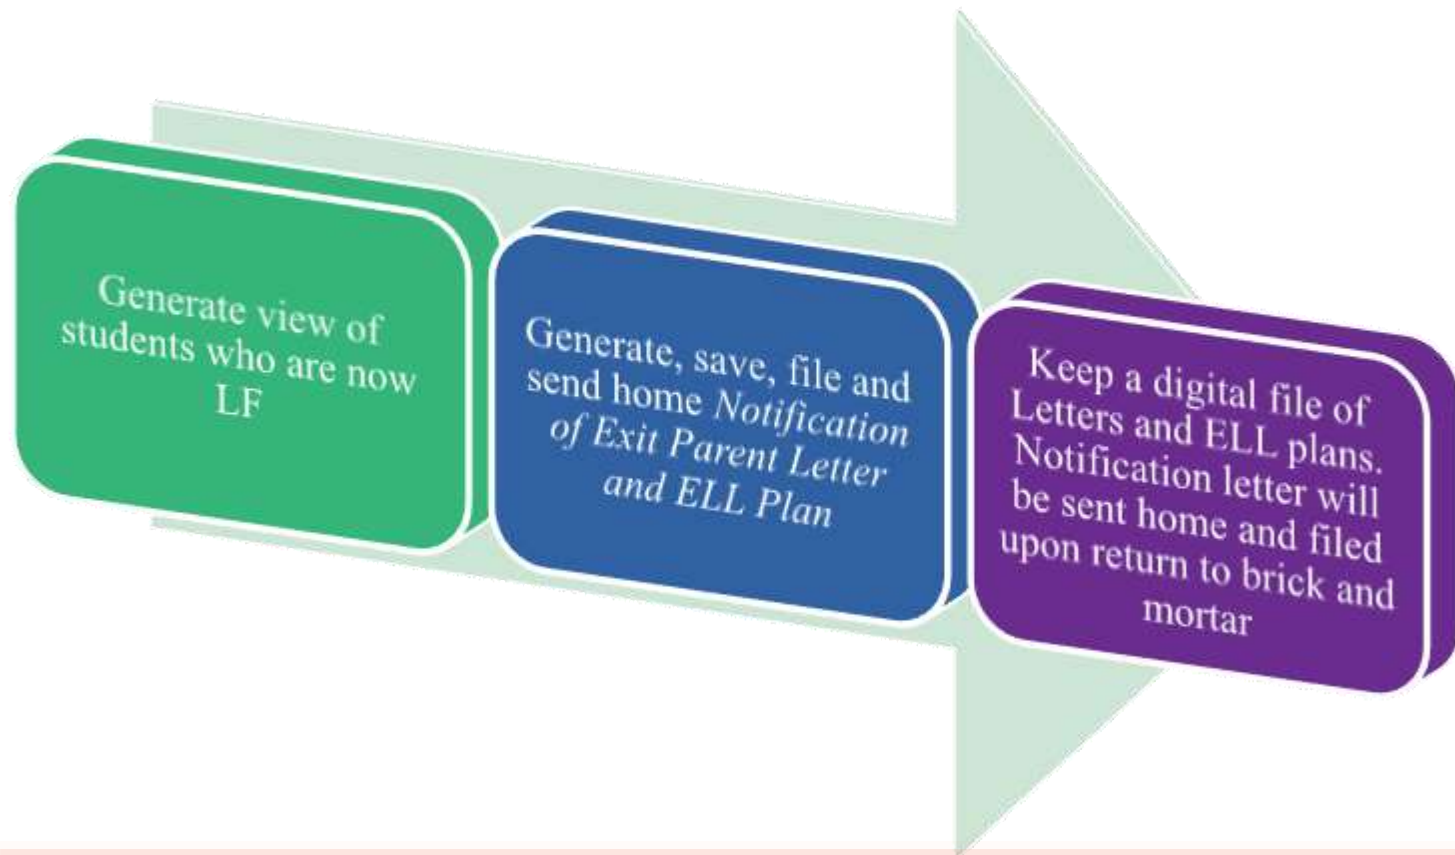 Generate view of
students who are now
LF
Generate, save, file and
send home Notification
of Exit Parent Letter
and ELL Plan
Keep a digital file of
Letters and ELL plans.
Notification letter will
be sent home and filed
upon return to brick and
mortar